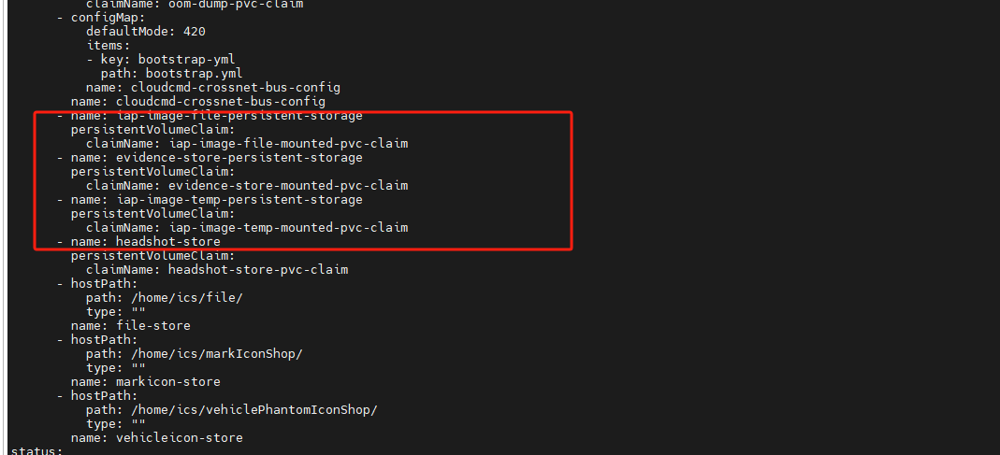 claimName: oom-dump-pvc-claim
- configMap:
defaultMode: 420
items:
- key: bootstrap-yml
path: bootstrap.yml
name: cloudcmd-crossnet-bus-config
name: cloudcmd-crossnet-bus-config
- name: iap-image-file-persistent-storage
persistentVolumeClaim:
claimName: iap-image-file-mounted-pvc-claim
- name: evidence-store-persistent-storage
persistentVolumeClaim:
claimName: evidence-store-mounted-pvc-claim
- name: iap-image-temp-persistent-storage
persistentVolumeClaim:
claimName: iap-image-temp-mounted-pvc-claim
- name: headshot-store
persistentVolumeClaim:
claimName: headshot-store-pvc-claim
- hostPath:
path: /home/ics/file/
type: ""
name: file-store
- hostPath:
path: /home/ics/markIconShop/
type: ""
name: markicon-store
- hostPath:
path: /home/ics/vehiclePhantomIconShop/
type: ""
name: vehicleicon-store
status: